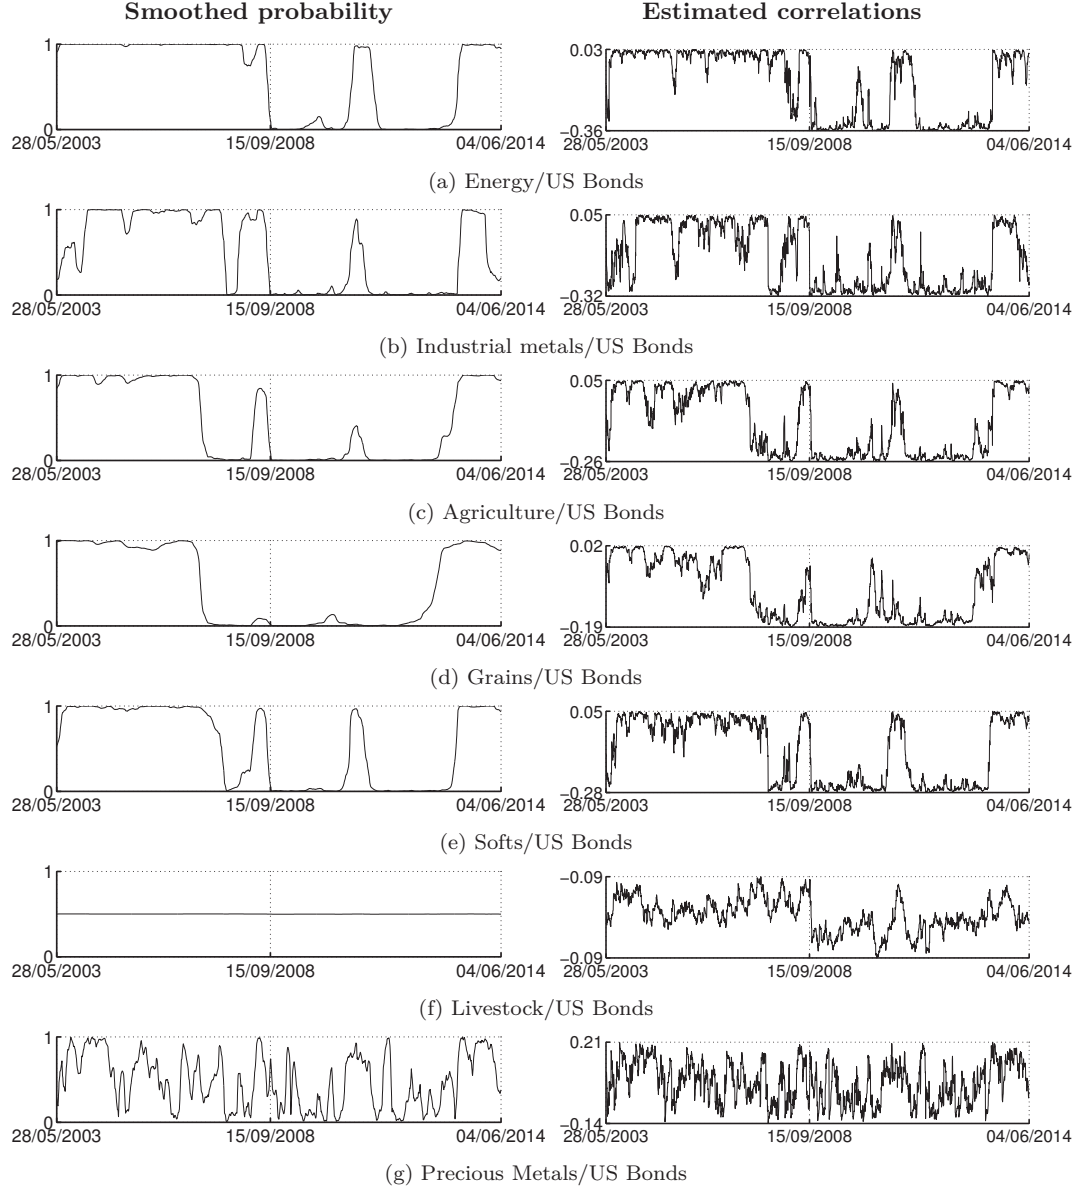 Smoothed probability Estimated correlations
1 0.03
0 −0.36
28/05/2003 15/09/2008 04/06/2014 28/05/2003 15/09/2008 04/06/2014
(a) Energy/US Bonds
1 0.05
0 −0.32
28/05/2003 15/09/2008 04/06/2014 28/05/2003 15/09/2008 04/06/2014
(b) Industrial metals/US Bonds
1 0.05
0 −0.26
28/05/2003 15/09/2008 04/06/2014 28/05/2003 15/09/2008 04/06/2014
(c) Agriculture/US Bonds
1 0.02
0 −0.19
28/05/2003 15/09/2008 04/06/2014 28/05/2003 15/09/2008 04/06/2014
(d) Grains/US Bonds
1 0.05
0 −0.28
28/05/2003 15/09/2008 04/06/2014 28/05/2003 15/09/2008 04/06/2014
(e) Softs/US Bonds
1 −0.09
0 −0.09
28/05/2003 15/09/2008 04/06/2014 28/05/2003 15/09/2008 04/06/2014
(f) Livestock/US Bonds
1 0.21
0 −0.14
28/05/2003 15/09/2008 04/06/2014 28/05/2003 15/09/2008 04/06/2014
(g) Precious Metals/US Bonds